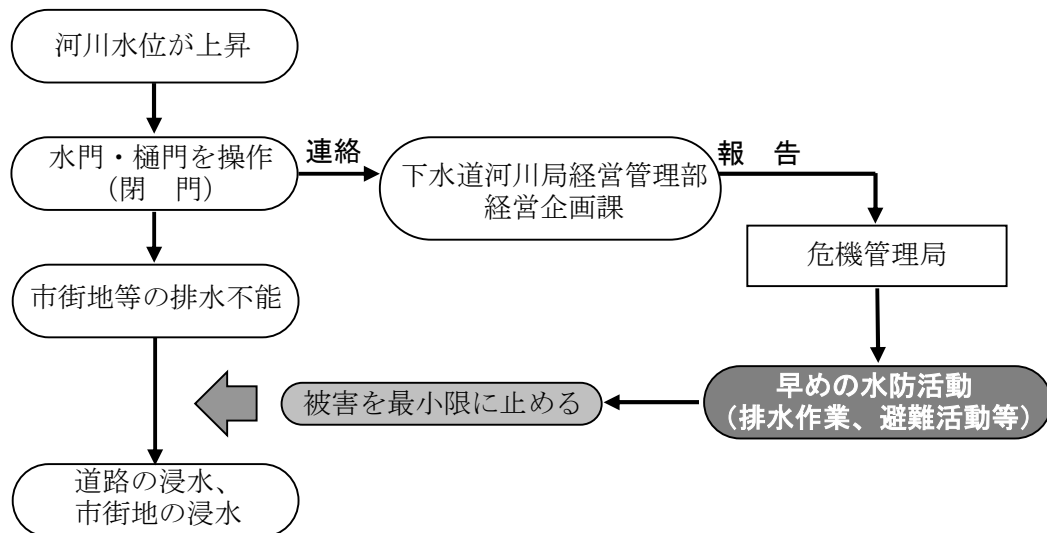 河川水位が上昇
水門・樋門を操作
（閉　門）
連絡
下水道河川局経営管理部
経営企画課
報　告
危機管理局
市街地等の排水不能
早めの水防活動
（排水作業、避難活動等）
被害を最小限に止める
道路の浸水、
市街地の浸水